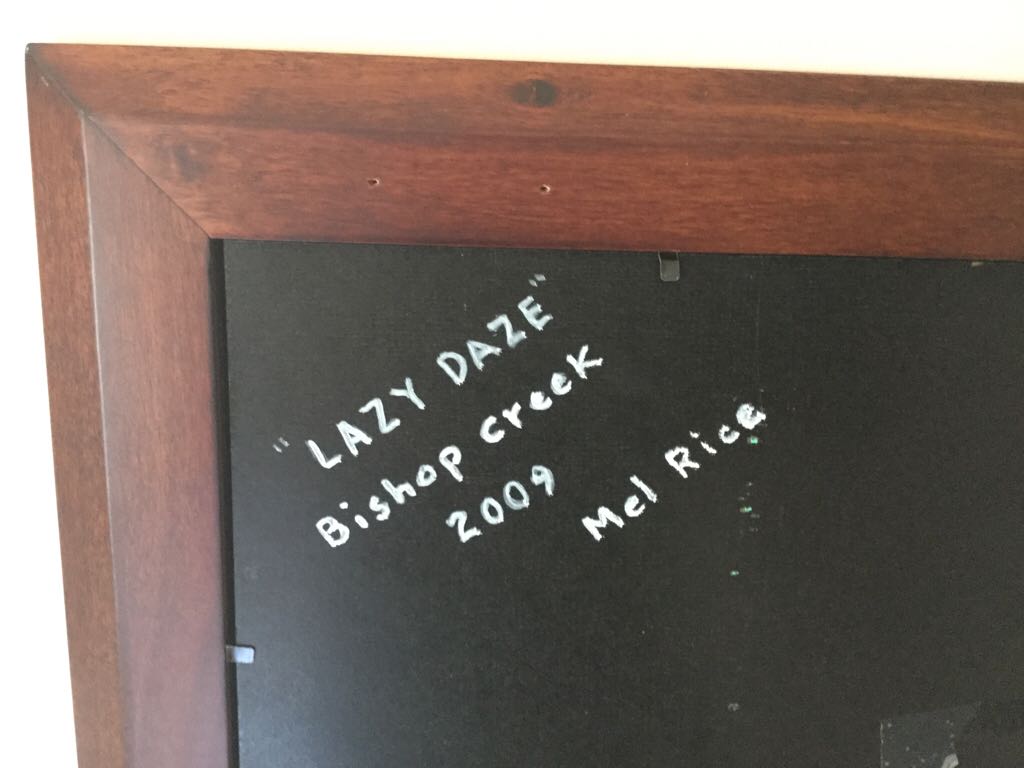 "LAZY DAZE"
Bishop Creek
2009
Mel Rice